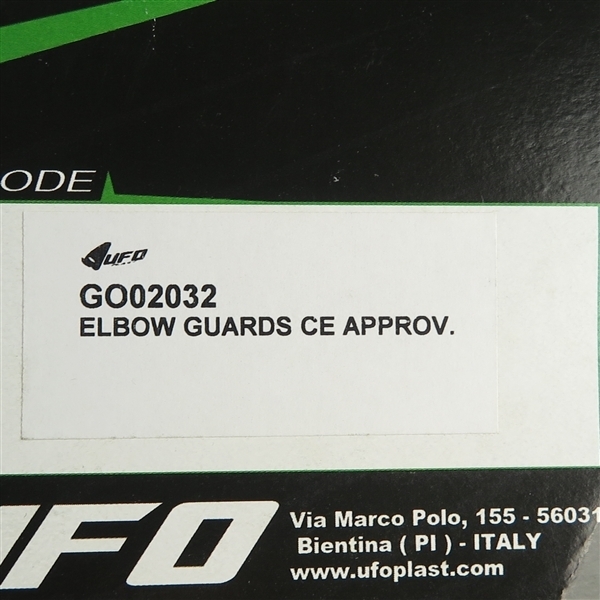 ODE
UFO
GO02032
ELBOW GUARDS CE APPROV.
UFO
Via Marco Polo, 155 - 56031
Bientina ( PI ) - ITALY
www.ufoplast.com